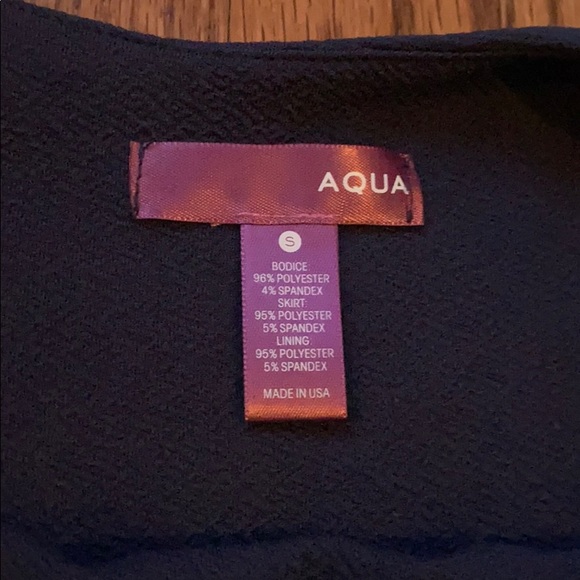 AQUA
S
BODICE:
96% POLYESTER
4% SPANDEX
SKIRT:
95% POLYESTER
5% SPANDEX
LINING:
95% POLYESTER
5% SPANDEX
MADE IN USA